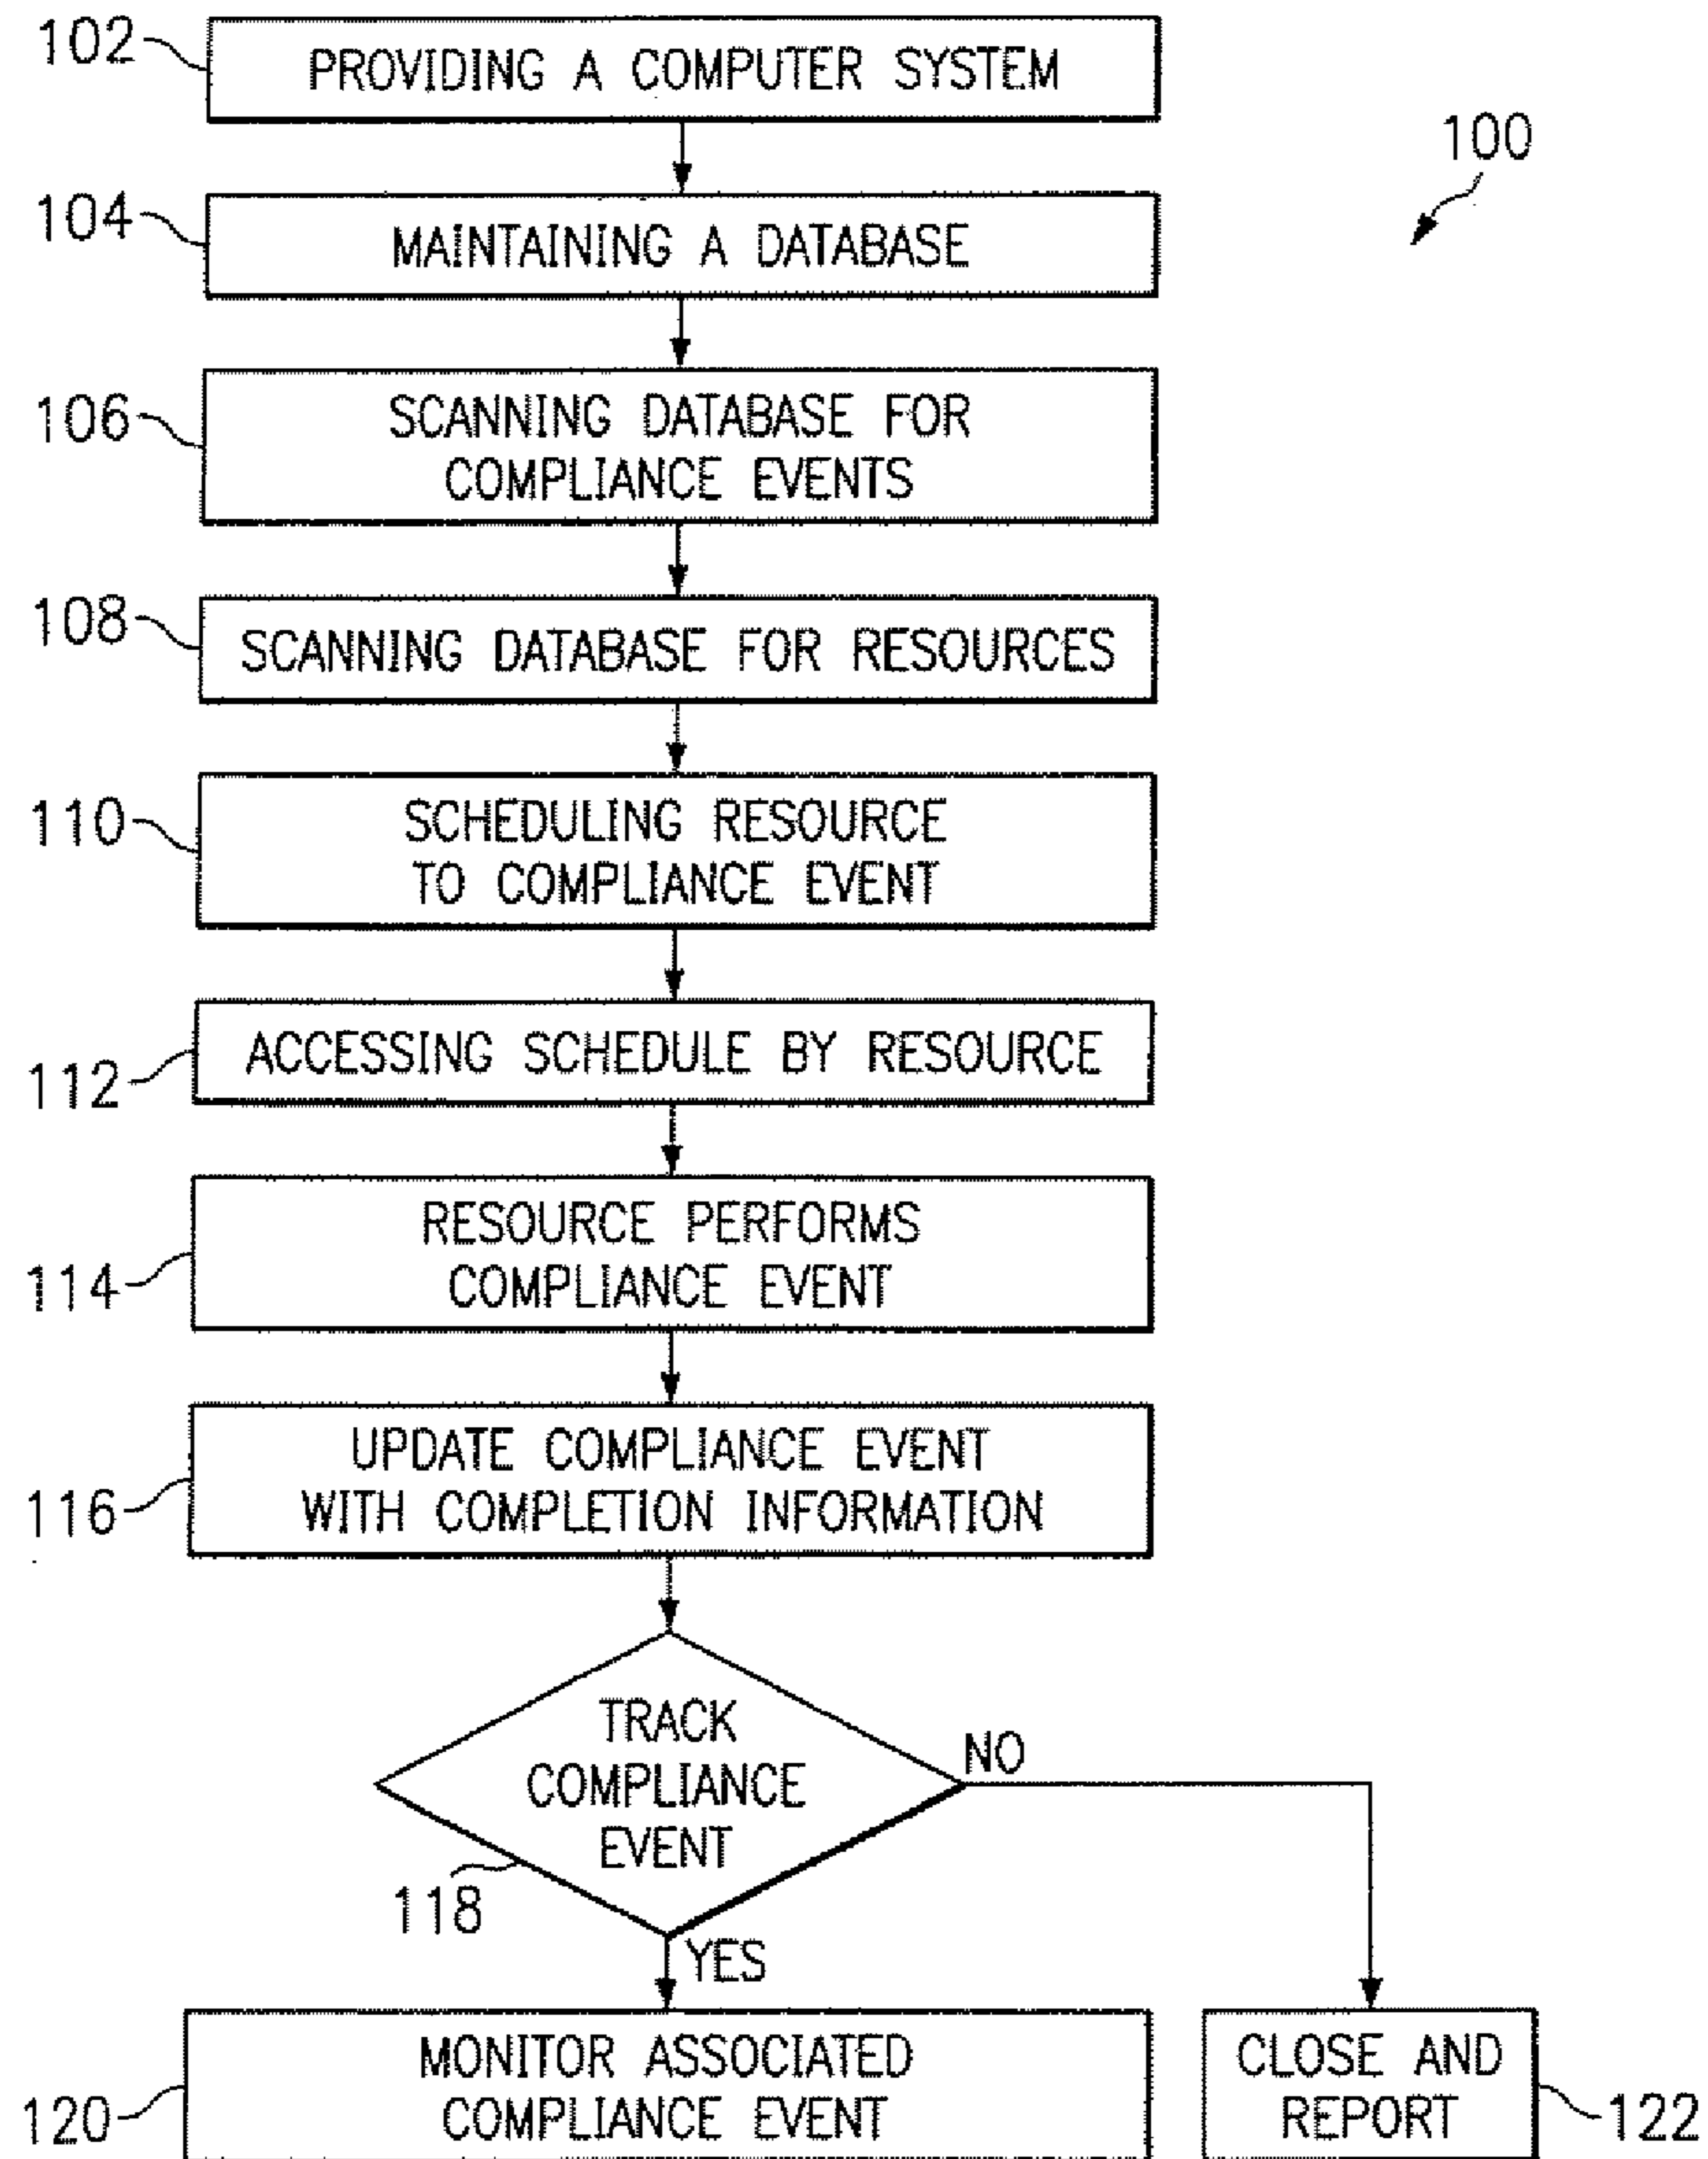 102
PROVIDING A COMPUTER SYSTEM
100
104
MAINTAINING A DATABASE
106
SCANNING DATABASE FOR
COMPLIANCE EVENTS
108
SCANNING DATABASE FOR RESOURCES
110
SCHEDULING RESOURCE
TO COMPLIANCE EVENT
112
ACCESSING SCHEDULE BY RESOURCE
114
RESOURCE PERFORMS
COMPLIANCE EVENT
116
UPDATE COMPLIANCE EVENT
WITH COMPLETION INFORMATION
TRACK
COMPLIANCE
EVENT
NO
118
YES
120
MONITOR ASSOCIATED
COMPLIANCE EVENT
CLOSE AND
REPORT
122